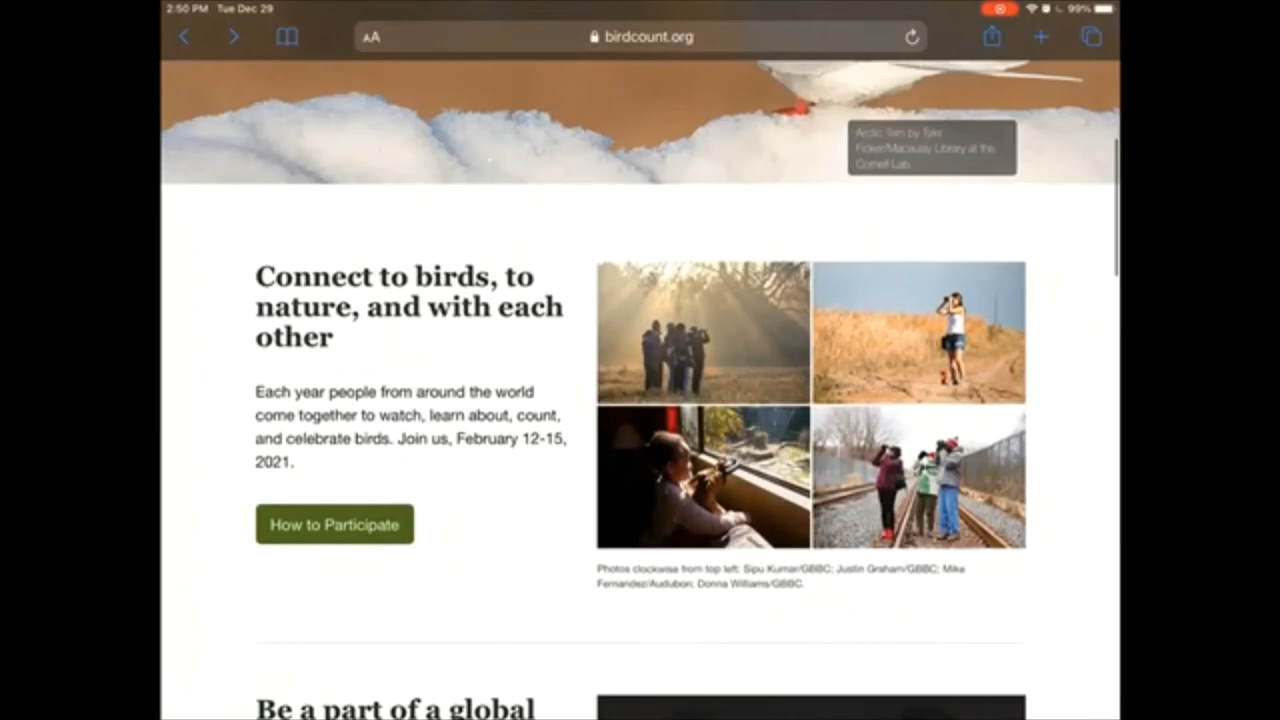 2:50 PM Tue Dec 29
99%
AA
birdcount.org
Arctic Tern by Tyler
Ficker/Macaulay Library at the
Cornell Lab.
Connect to birds, to
nature, and with each
other
Each year people from around the world
come together to watch, learn about, count,
and celebrate birds. Join us, February 12-15,
2021.
How to Participate
Photos clockwise from top left: Sipu Kumar/GBBC; Justin Graham/GBBC; Mike
Fernandez/Audubon; Donna Williams/GBBC.
Be a part of a global